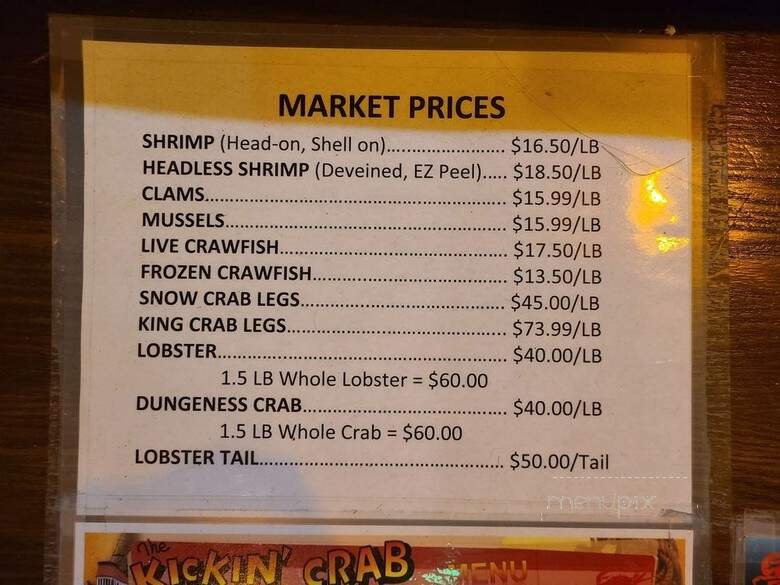 MARKET PRICES
SHRIMP (Head-on, Shell on)........................ $16.50/LB
HEADLESS SHRIMP (Deveined, EZ Peel)..... $18.50/LB
CLAMS.............................................................. $15.99/LB
MUSSELS.......................................................... $15.99/LB
LIVE CRAWFISH............................................... $17.50/LB
FROZEN CRAWFISH........................................ $13.50/LB
SNOW CRAB LEGS........................................... $45.00/LB
KING CRAB LEGS.............................................. $73.99/LB
LOBSTER............................................................ $40.00/LB
1.5 LB Whole Lobster = $60.00
DUNGENESS CRAB.......................................... $40.00/LB
1.5 LB Whole Crab = $60.00
LOBSTER TAIL................................................... $50.00/Tail
menupix
The
KICKIN' CRAB
MENU